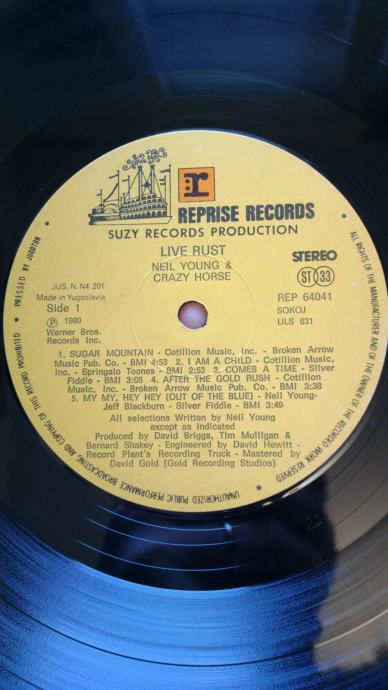 r
REPRISE RECORDS
SUZY RECORDS PRODUCTION
LIVE RUST
NEIL YOUNG &
CRAZY HORSE
STEREO
ST 33
JUS. N. N4 201
Made in Yugoslavia
Side 1
Ⓟ 1980
Warner Bros.
Records Inc.
REP 64041
SOKOJ
ULS 631
1. SUGAR MOUNTAIN - Cotillion Music, Inc. - Broken Arrow
Music Pub. Co. - BMI 4:53 2. I AM A CHILD - Cotillion Music,
Inc. - Springalo Toones - BMI 2:53 3. COMES A TIME - Silver
Fiddle - BMI 3:05 4. AFTER THE GOLD RUSH - Cotillion
Music, Inc. - Broken Arrow Music Pub. Co. - BMI 3:38
5. MY MY, HEY HEY (OUT OF THE BLUE) - Neil Young-
Jeff Blackburn - Silver Fiddle - BMI 3:49
All selections Written by Neil Young
except as Indicated
Produced by David Briggs, Tim Mulligan &
Bernard Shakey - Engineered by David Hewitt -
Record Plant's Recording Truck - Mastered by
David Gold (Gold Recording Studios)
• PRESSED BY JUGOTON •
• ALL RIGHTS OF THE MANUFACTURER AND OF THE OWNER OF THE RECORDED WORK RESERVED •
UNAUTHORIZED PUBLIC PERFORMANCE BROADCASTING AND COPYING OF THIS RECORD PROHIBITED